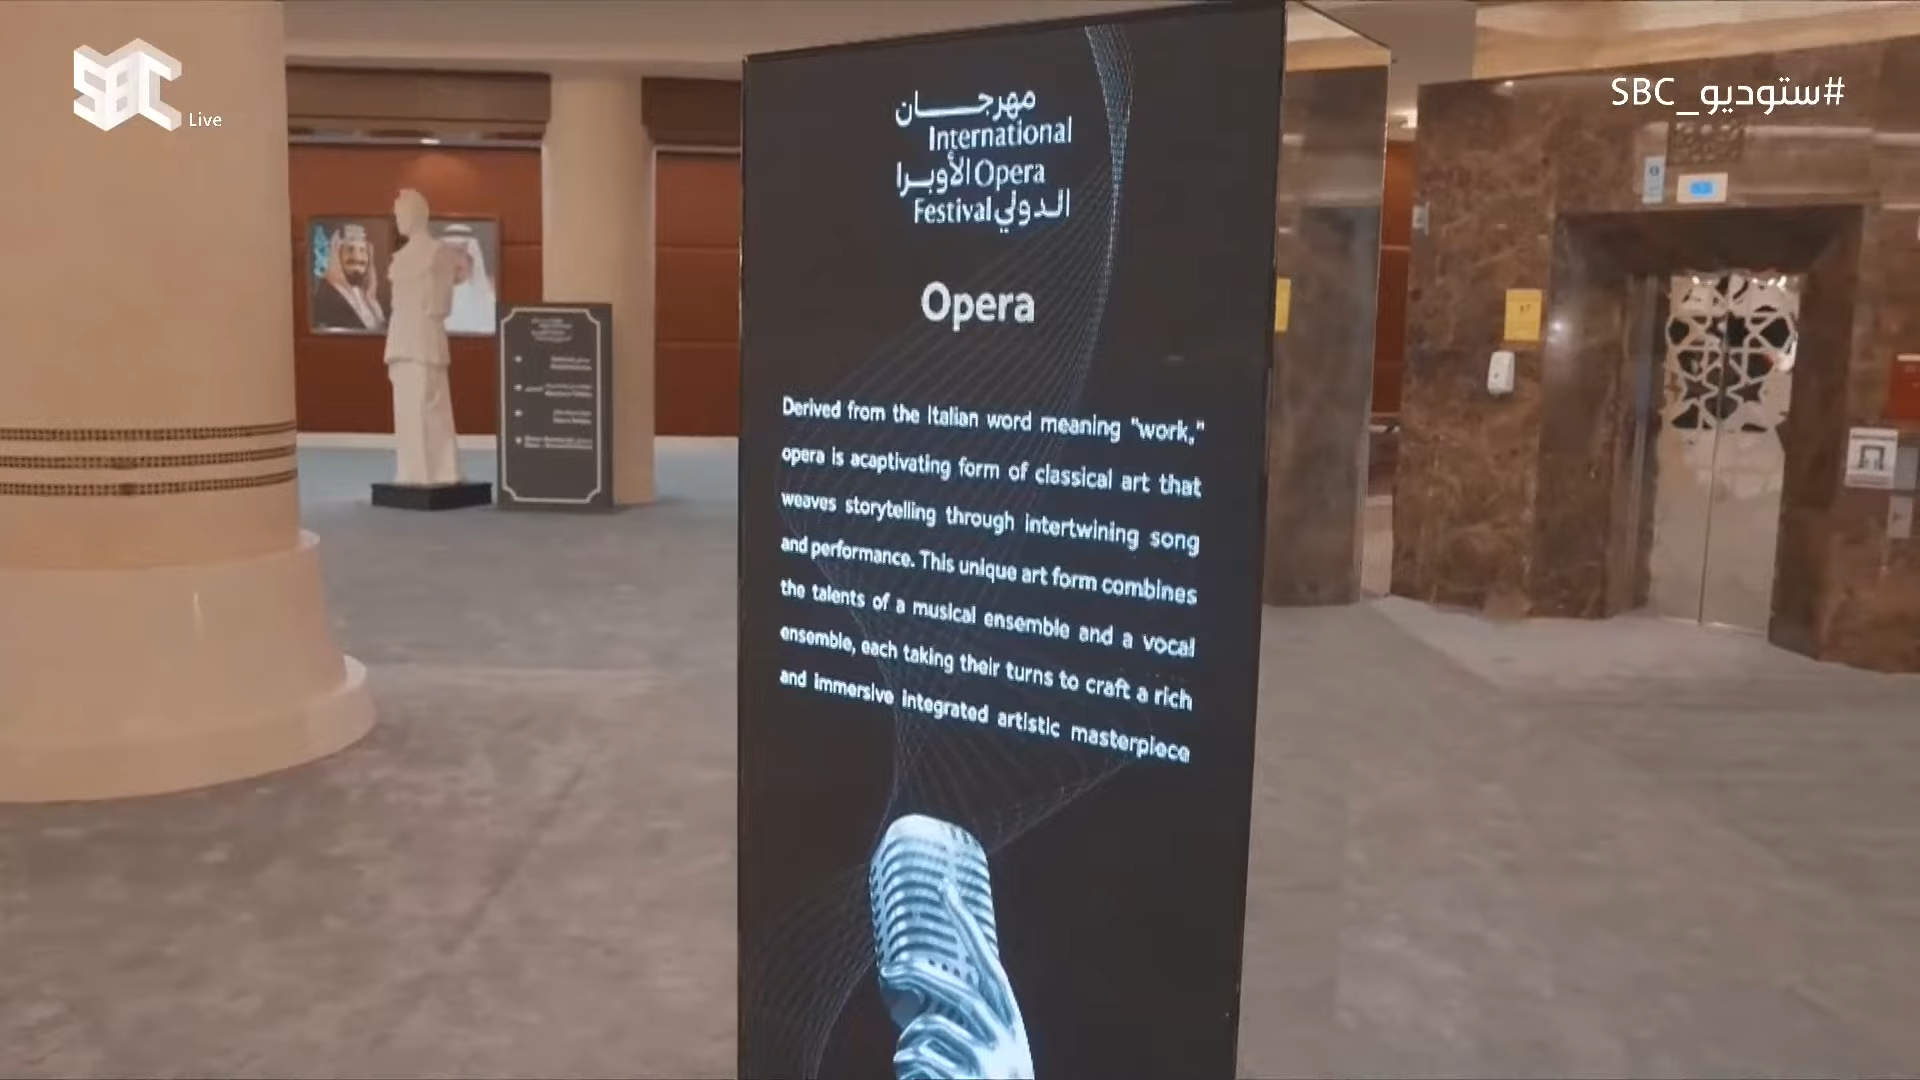 SBC Live
#ستوديو_SBC
مهرجان
International
الأوبرا Opera
Festival الدولي
Opera
Derived from the Italian word meaning "work,"
opera is acaptivating form of classical art that
weaves storytelling through intertwining song
and performance. This unique art form combines
the talents of a musical ensemble and a vocal
ensemble, each taking their turns to craft a rich
and immersive integrated artistic masterpiece